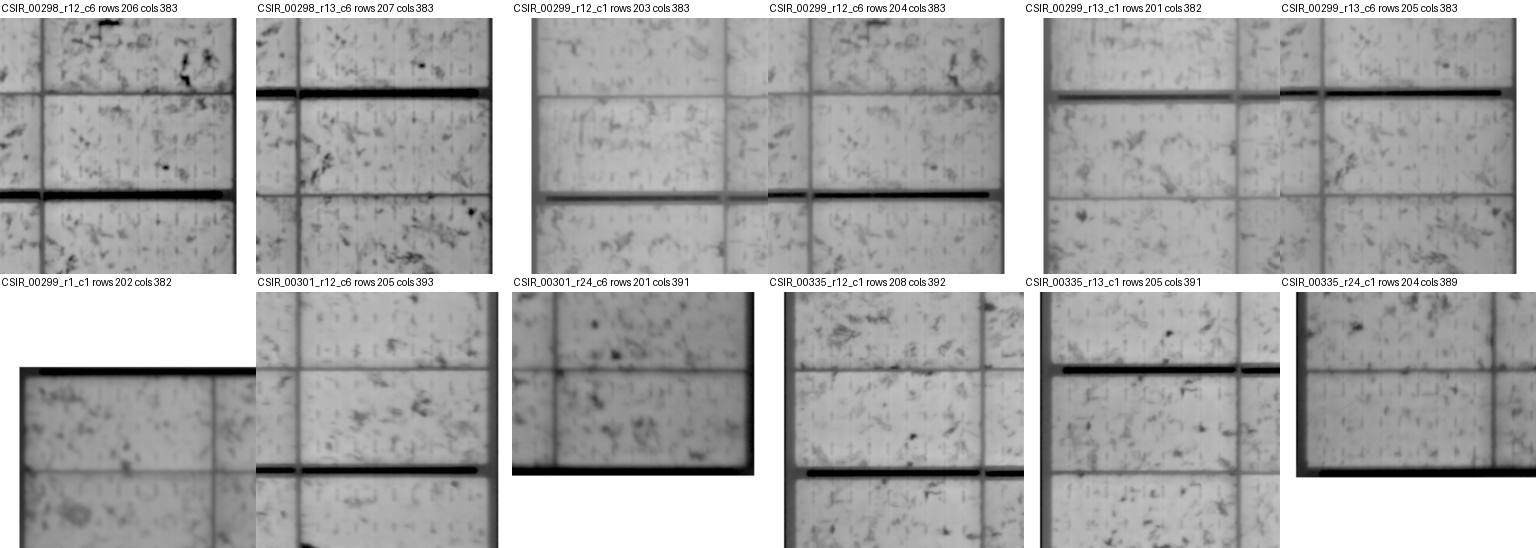 CSIR_00298_r12_c6 rows 206 cols 383
CSIR_00298_r13_c6 rows 207 cols 383
CSIR_00299_r12_c1 rows 203 cols 383
CSIR_00299_r12_c6 rows 204 cols 383
CSIR_00299_r13_c1 rows 201 cols 382
CSIR_00299_r13_c6 rows 205 cols 383
CSIR_00299_r1_c1 rows 202 cols 382
CSIR_00301_r12_c6 rows 205 cols 393
CSIR_00301_r24_c6 rows 201 cols 391
CSIR_00335_r12_c1 rows 208 cols 392
CSIR_00335_r13_c1 rows 205 cols 391
CSIR_00335_r24_c1 rows 204 cols 389